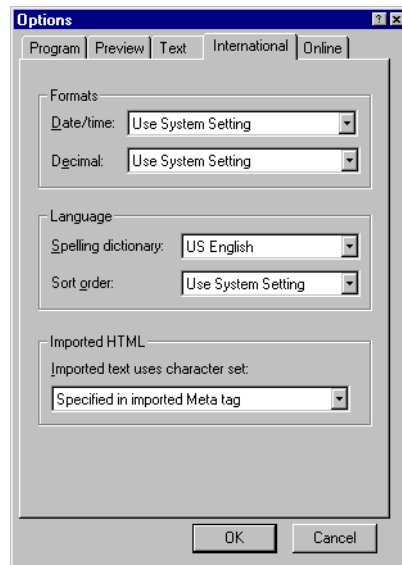 Options
Program Preview Text International Online
Formats
Date/time: Use System Setting
Decimal: Use System Setting
Language
Spelling dictionary: US English
Sort order: Use System Setting
Imported HTML
Imported text uses character set:
Specified in imported Meta tag
OK Cancel